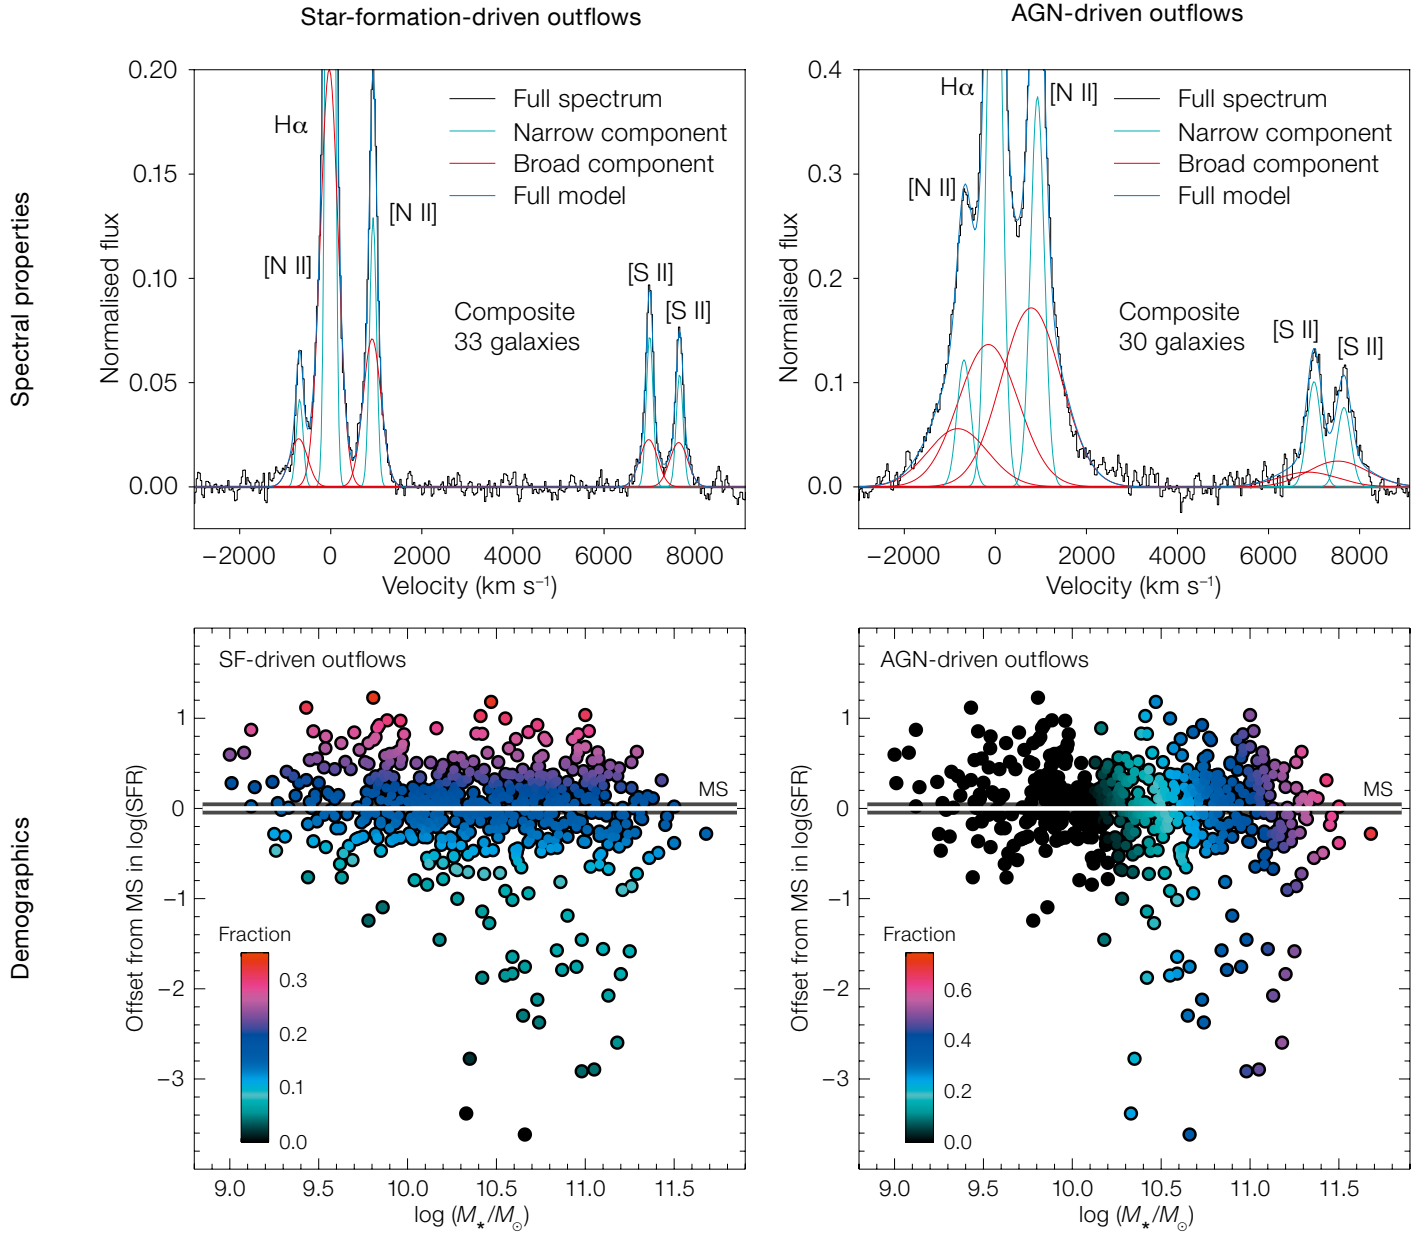 Star-formation-driven outflows
AGN-driven outflows
Spectral properties
Normalised flux
0.20
0.15
0.10
0.05
0.00
Hα
[N II]
[N II]
[S II]
[S II]
Full spectrum
Narrow component
Broad component
Full model
Composite
33 galaxies
−2000 0 2000 4000 6000 8000
Velocity (km s⁻¹)
Normalised flux
0.4
0.3
0.2
0.1
0.0
Hα
[N II]
[N II]
[S II]
[S II]
Full spectrum
Narrow component
Broad component
Full model
Composite
30 galaxies
−2000 0 2000 4000 6000 8000
Velocity (km s⁻¹)
Demographics
Offset from MS in log(SFR)
SF-driven outflows
1
0
−1
−2
−3
MS
Fraction
0.3
0.2
0.1
0.0
9.0 9.5 10.0 10.5 11.0 11.5
log (M★/M☉)
Offset from MS in log(SFR)
AGN-driven outflows
1
0
−1
−2
−3
MS
Fraction
0.6
0.4
0.2
0.0
9.0 9.5 10.0 10.5 11.0 11.5
log (M★/M☉)